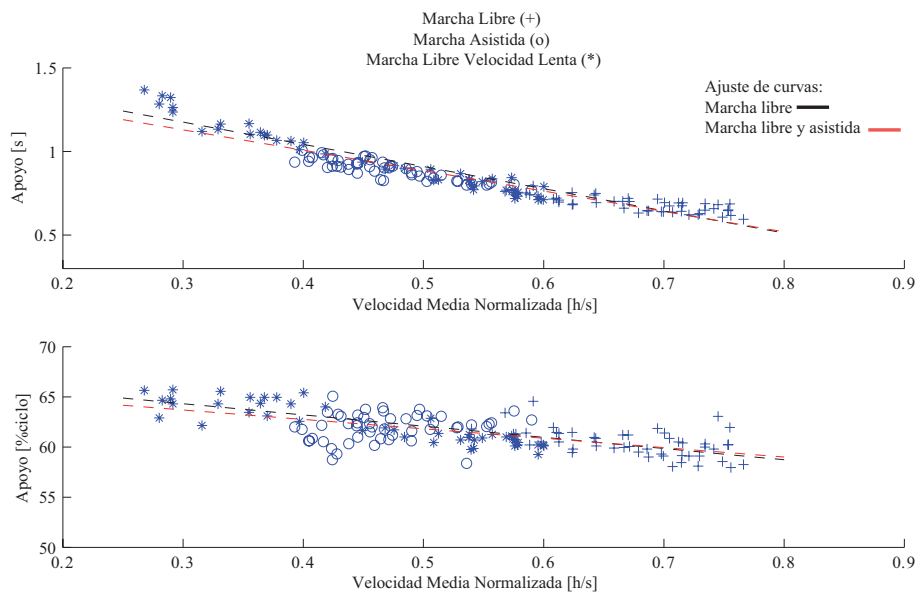 Marcha Libre (+)
Marcha Asistida (o)
Marcha Libre Velocidad Lenta (*)
Ajuste de curvas:
Marcha libre
Marcha libre y asistida
Apoyo [s]
1.5
1
0.5
0.2 0.3 0.4 0.5 0.6 0.7 0.8 0.9
Velocidad Media Normalizada [h/s]
Apoyo [%ciclo]
70
65
60
55
50
0.2 0.3 0.4 0.5 0.6 0.7 0.8 0.9
Velocidad Media Normalizada [h/s]